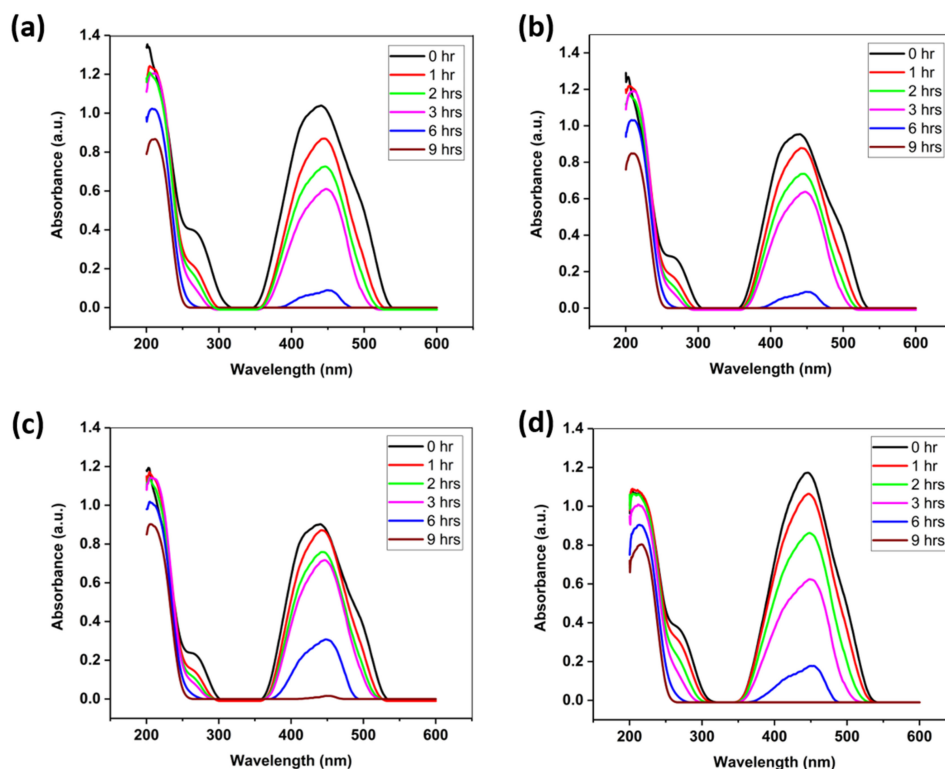 (a)
1.4
1.2
1.0
0.8
0.6
0.4
0.2
0.0
Absorbance (a.u.)
0 hr
1 hr
2 hrs
3 hrs
6 hrs
9 hrs
200 300 400 500 600
Wavelength (nm)
(b)
1.4
1.2
1.0
0.8
0.6
0.4
0.2
0.0
Absorbance (a.u.)
0 hr
1 hr
2 hrs
3 hrs
6 hrs
9 hrs
200 300 400 500 600
Wavelength (nm)
(c)
1.4
1.2
1.0
0.8
0.6
0.4
0.2
0.0
Absorbance (a.u.)
0 hr
1 hr
2 hrs
3 hrs
6 hrs
9 hrs
200 300 400 500 600
Wavelength (nm)
(d)
1.4
1.2
1.0
0.8
0.6
0.4
0.2
0.0
Absorbance (a.u.)
0 hr
1 hr
2 hrs
3 hrs
6 hrs
9 hrs
200 300 400 500 600
Wavelength (nm)